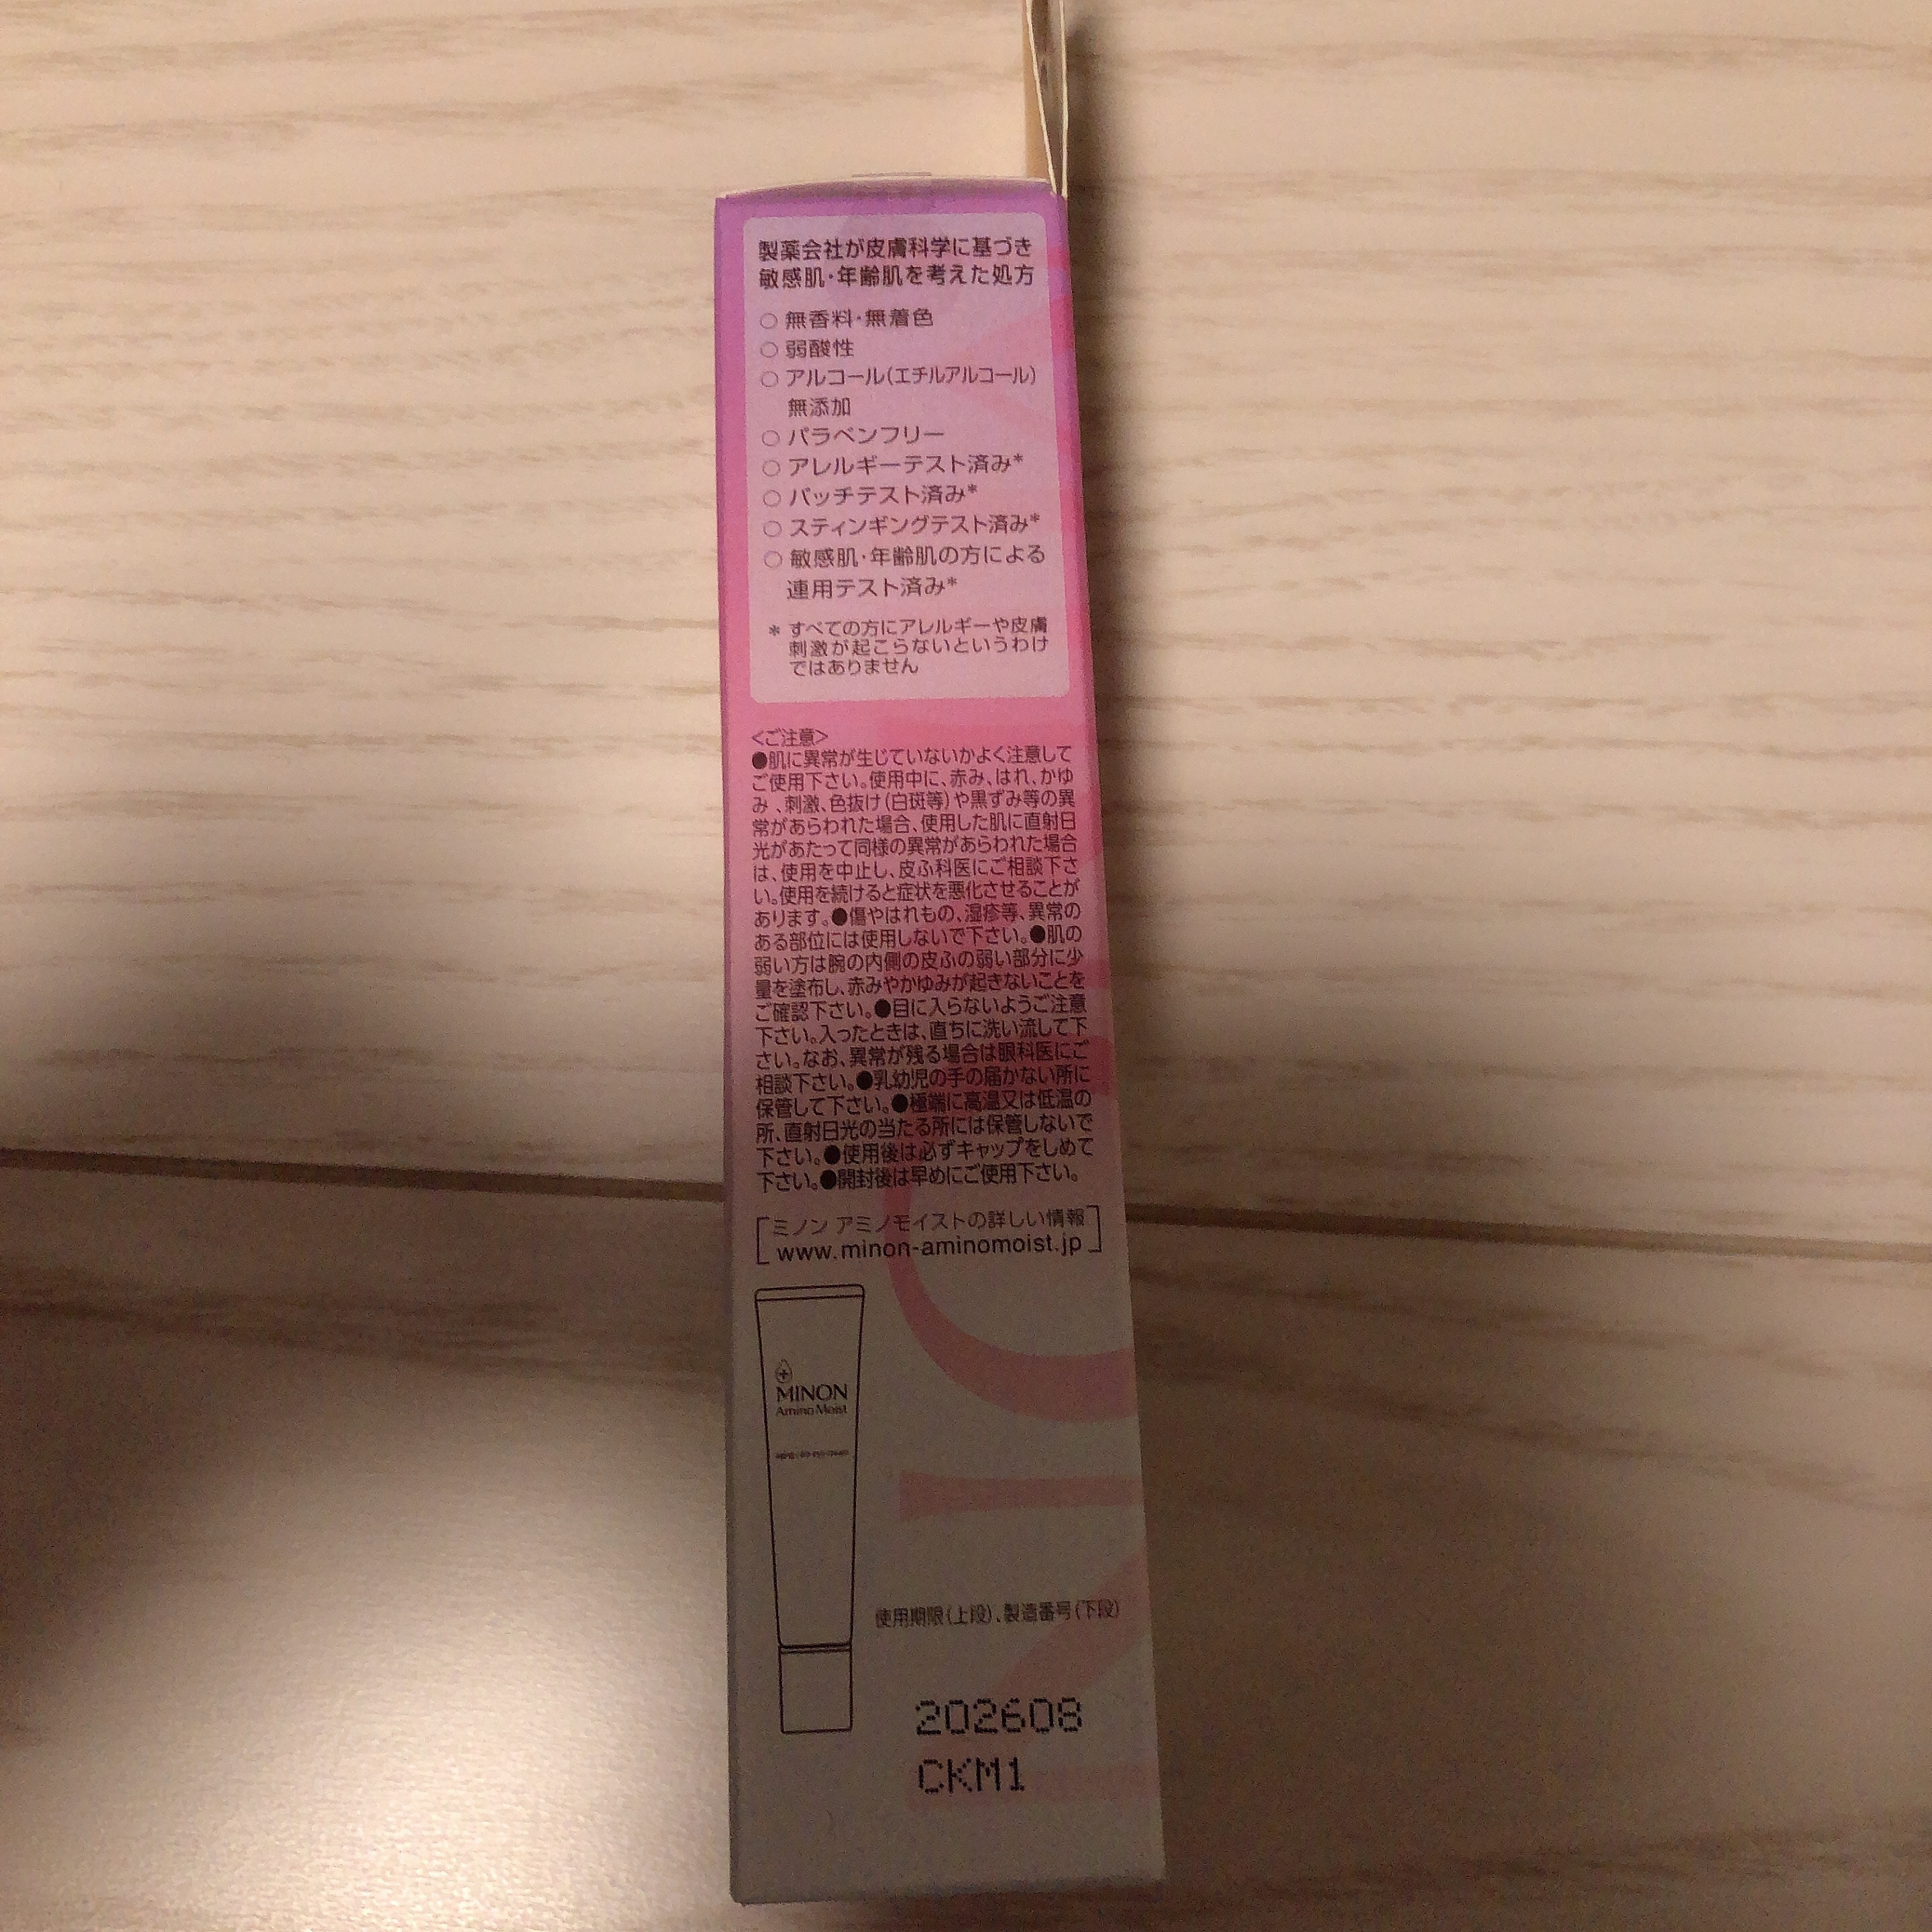 製薬会社が皮膚科学に基づき
敏感肌・年齢肌を考えた処方
○ 無香料・無着色
○ 弱酸性
○ アルコール(エチルアルコール)
無添加
○ パラベンフリー
○ アレルギーテスト済み*
○ パッチテスト済み*
○ スティンギングテスト済み*
○ 敏感肌・年齢肌の方による
連用テスト済み*
* すべての方にアレルギーや皮膚
刺激が起こらないというわけ
ではありません
<ご注意>
●肌に異常が生じていないかよく注意して
ご使用下さい。使用中に、赤み、はれ、かゆ
み、刺激、色抜け(白斑等)や黒ずみ等の異
常があらわれた場合、使用した肌に直射日
光があたって同様の異常があらわれた場合
は、使用を中止し、皮ふ科医にご相談下さ
い。使用を続けると症状を悪化させることが
あります。●傷やはれもの、湿疹等、異常の
ある部位には使用しないで下さい。●肌の
弱い方は腕の内側の皮ふの弱い部分に少
量を塗布し、赤みやかゆみが起きないことを
ご確認下さい。●目に入らないようご注意
下さい。入ったときは、直ちに洗い流して下
さい。なお、異常が残る場合は眼科医にご
相談下さい。●乳幼児の手の届かない所に
保管して下さい。●極端に高温又は低温の
所、直射日光の当たる所には保管しないで
下さい。●使用後は必ずキャップをしめて
下さい。●開封後は早めにご使用下さい。
ミノン アミノモイストの詳しい情報
www.minon-aminomoist.jp
MINON
Amino Moist
使用期限(上段)、製造番号(下段)
202608
CKM1